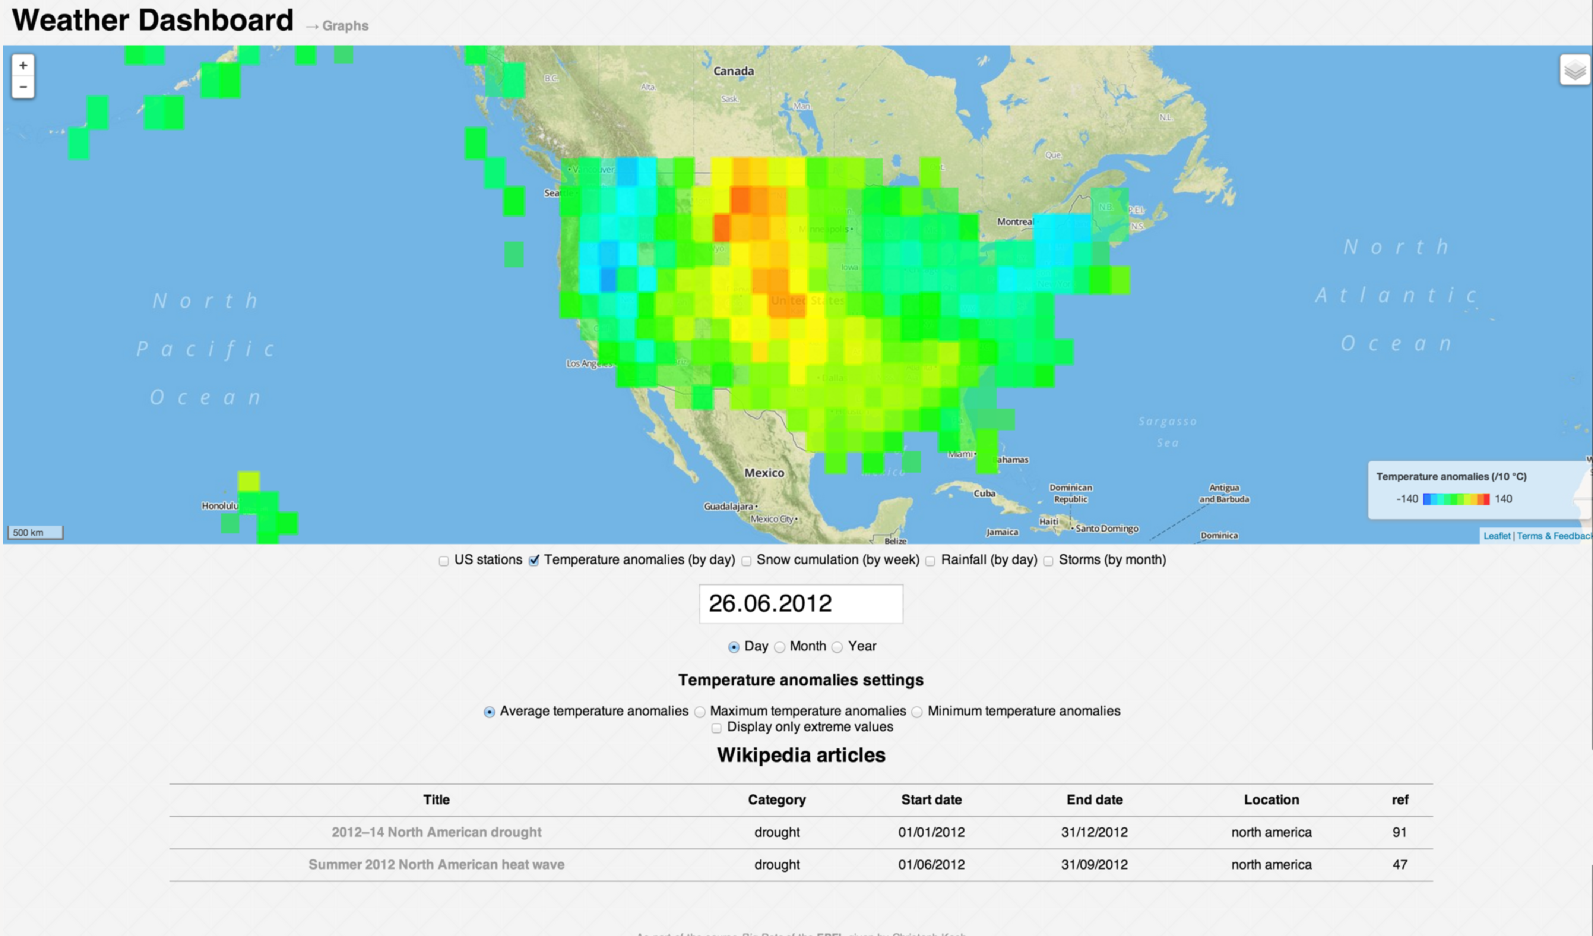 Weather Dashboard → Graphs
+
−
Canada
B.C.
Alta.
Sask.
Man.
N.L.
Que
Vancouver
Sea
Montrea
N.B.
P.E.I.
N.S.
Minneapolis
Iowa
United States
Los Ang
Dallas
North
Pacific
Ocean
North
Atlantic
Ocean
Sargasso
Sea
Miami
ahamas
Mexico
Honolulu
Guadalajara
Mexico City
Cuba
Dominican
Republic
Antigua
and Barbuda
Haiti
Santo Domingo
Jamaica
Dominica
Belize
Temperature anomalies (/10 °C)
-140 140
500 km
Leaflet | Terms & Feedback
US stations Temperature anomalies (by day) Snow cumulation (by week) Rainfall (by day) Storms (by month)
26.06.2012
Day Month Year
Temperature anomalies settings
Average temperature anomalies Maximum temperature anomalies Minimum temperature anomalies
Display only extreme values
Wikipedia articles
Title Category Start date End date Location ref
2012–14 North American drought drought 01/01/2012 31/12/2012 north america 91
Summer 2012 North American heat wave drought 01/06/2012 31/09/2012 north america 47